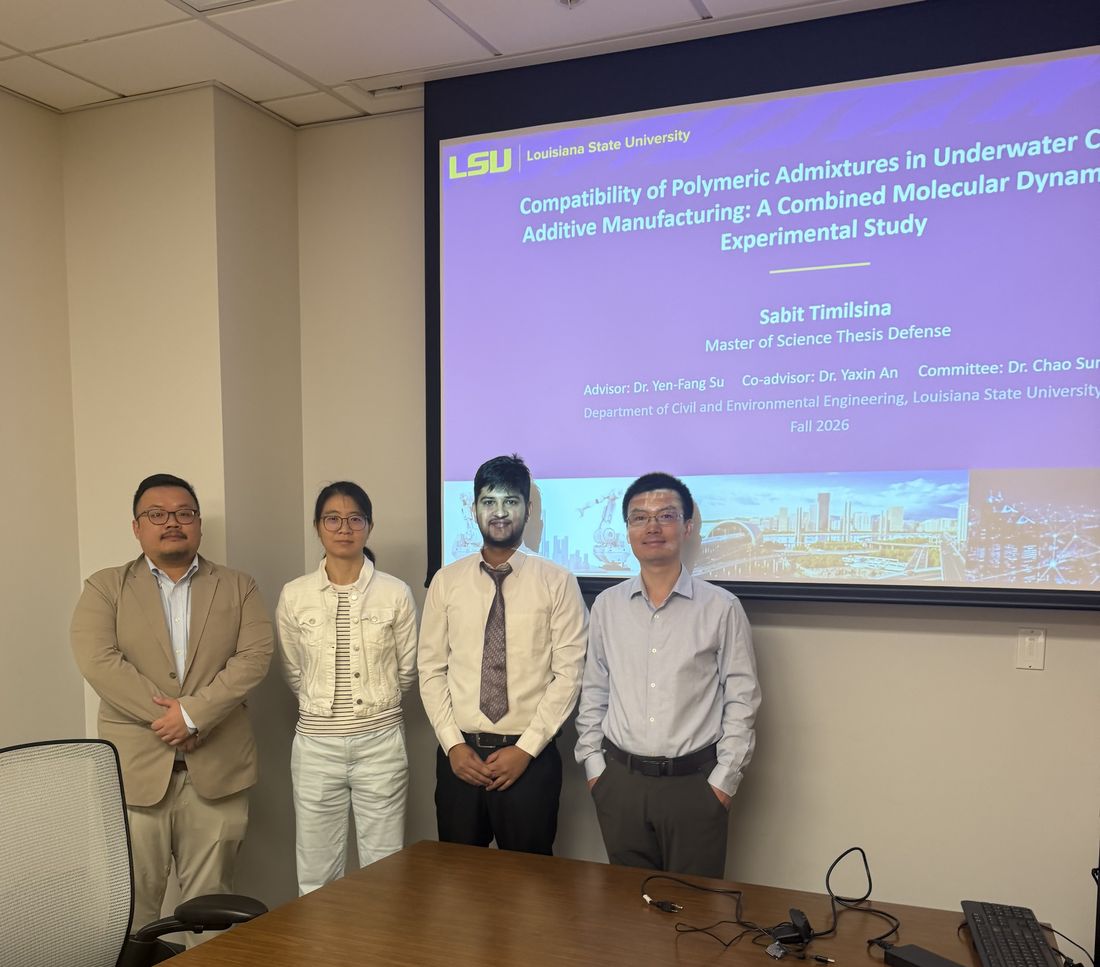 LSU | Louisiana State University
Compatibility of Polymeric Admixtures in Underwater C
Additive Manufacturing: A Combined Molecular Dynam
Experimental Study
Sabit Timilsina
Master of Science Thesis Defense
Advisor: Dr. Yen-Fang Su Co-advisor: Dr. Yaxin An Committee: Dr. Chao Sun
Department of Civil and Environmental Engineering, Louisiana State University
Fall 2026